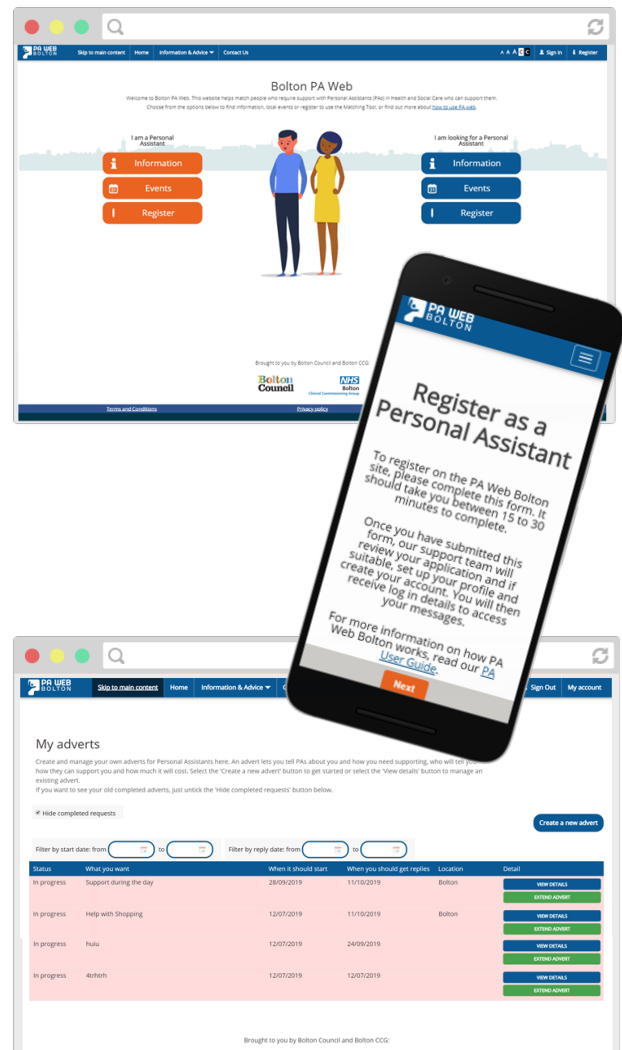 PA WEB
BOLTON
Skip to main content Home Information & Advice Contact Us A A A C C Sign In Register
Bolton PA Web
Welcome to Bolton PA Web. This website helps match people who require support with Personal Assistants (PAs) in Health and Social Care who can support them.
Choose from the options below to find information, local events or register to use the Matching Tool, or find out more about how to use PA web.
I am a Personal
Assistant
Information
Events
Register
I am looking for a Personal
Assistant
Information
Events
Register
Brought to you by Bolton Council and Bolton CCG:
Bolton
Council
NHS
Bolton
Clinical Commissioning Group
Terms and Conditions Privacy policy
PA WEB
BOLTON
Register as a
Personal Assistant
To register on the PA Web Bolton
site, please complete this form. It
should take you between 15 to 30
minutes to complete.
Once you have submitted this
form, our support team will
review your application and if
suitable, set up your profile and
create your account. You will then
receive log in details to access
your messages.
For more information on how PA
Web Bolton works, read our PA
User Guide.
Next
PA WEB
BOLTON
Skip to main content Home Information & Advice Sign Out My account
My adverts
Create and manage your own adverts for Personal Assistants here. An advert lets you tell PAs about you and how you need supporting, who will tell you
how they can support you and how much it will cost. Select the 'Create a new advert' button to get started or select the 'View details' button to manage an
existing advert.
If you want to see your old completed adverts, just untick the 'Hide completed requests' button below.
Hide completed requests
Create a new advert
Filter by start date: from to Filter by reply date: from to
Status What you want When it should start When you should get replies Location Detail
In progress Support during the day 28/09/2019 11/10/2019 Bolton VIEW DETAILS
EXTEND ADVERT
In progress Help with Shopping 12/07/2019 11/10/2019 Bolton VIEW DETAILS
EXTEND ADVERT
In progress huiu 12/07/2019 24/09/2019 VIEW DETAILS
EXTEND ADVERT
In progress 4trhtrh 12/07/2019 12/07/2019 VIEW DETAILS
EXTEND ADVERT
Brought to you by Bolton Council and Bolton CCG: